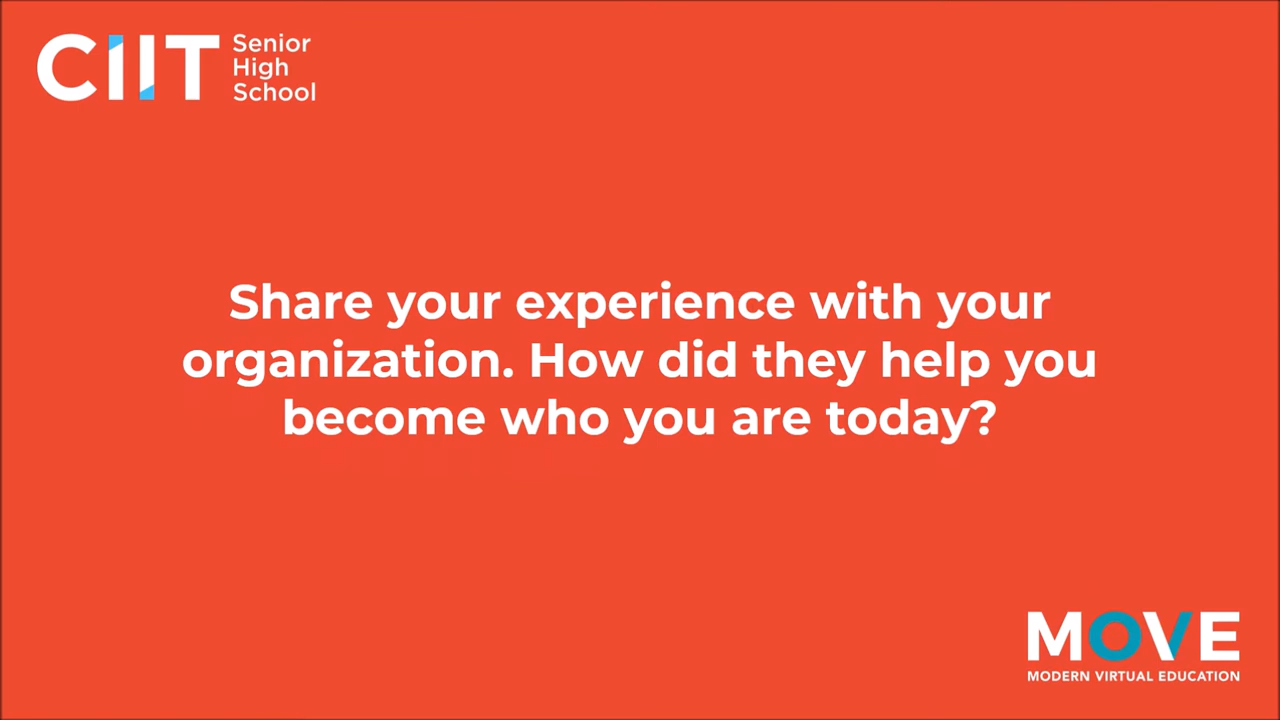 CIIT
Senior
High
School
Share your experience with your
organization. How did they help you
become who you are today?
MOVE
MODERN VIRTUAL EDUCATION